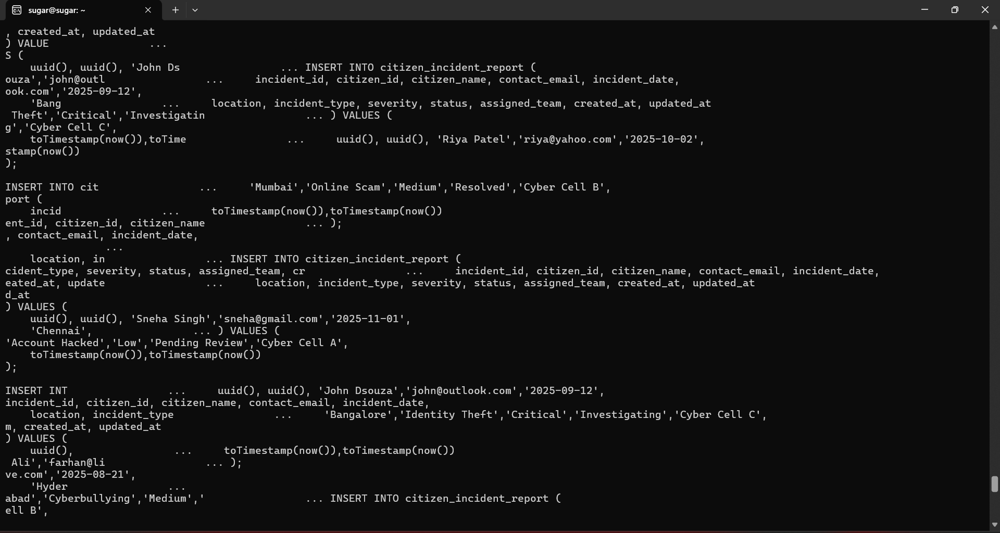 sugar@sugar: ~
, created_at, updated_at
) VALUE                ...
S (
    uuid(), uuid(), 'John Ds                ... INSERT INTO citizen_incident_report (
ouza','john@outl                ...     incident_id, citizen_id, citizen_name, contact_email, incident_date,
ook.com','2025-09-12',
    'Bang                ...     location, incident_type, severity, status, assigned_team, created_at, updated_at
 Theft','Critical','Investigatin                ... ) VALUES (
g','Cyber Cell C',
    toTimestamp(now()),toTime                ...     uuid(), uuid(), 'Riya Patel','riya@yahoo.com','2025-10-02',
stamp(now())
);
INSERT INTO cit                ...     'Mumbai','Online Scam','Medium','Resolved','Cyber Cell B',
port (
    incid                ...     toTimestamp(now()),toTimestamp(now())
ent_id, citizen_id, citizen_name                ... );
, contact_email, incident_date,
                ...
    location, in                ... INSERT INTO citizen_incident_report (
cident_type, severity, status, assigned_team, cr                ...     incident_id, citizen_id, citizen_name, contact_email, incident_date,
eated_at, update                ...     location, incident_type, severity, status, assigned_team, created_at, updated_at
d_at
) VALUES (
    uuid(), uuid(), 'Sneha Singh','sneha@gmail.com','2025-11-01',
    'Chennai',                ... ) VALUES (
'Account Hacked','Low','Pending Review','Cyber Cell A',
    toTimestamp(now()),toTimestamp(now())
);
INSERT INT                ...     uuid(), uuid(), 'John Dsouza','john@outlook.com','2025-09-12',
incident_id, citizen_id, citizen_name, contact_email, incident_date,
    location, incident_type                ...     'Bangalore','Identity Theft','Critical','Investigating','Cyber Cell C',
m, created_at, updated_at
) VALUES (
    uuid(),                ...     toTimestamp(now()),toTimestamp(now())
 Ali','farhan@li                ... );
ve.com','2025-08-21',
    'Hyder                ...
abad','Cyberbullying','Medium','                ... INSERT INTO citizen_incident_report (
ell B',